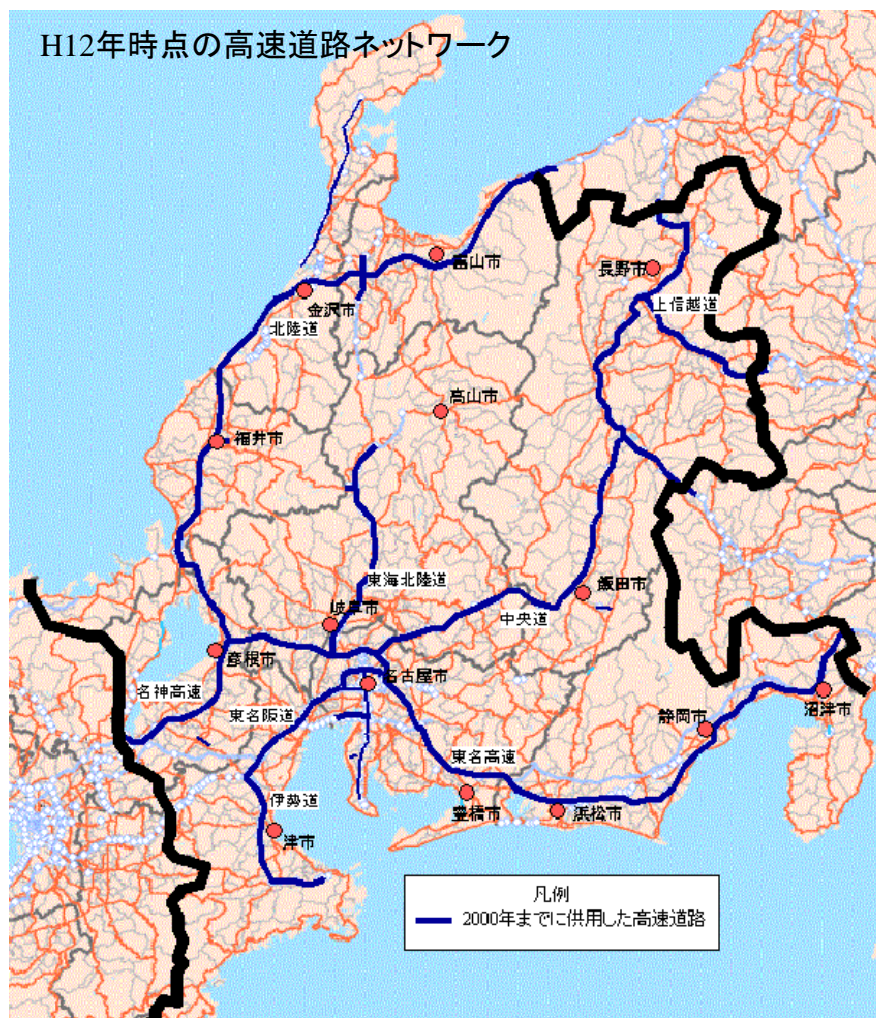 H12年時点の高速道路ネットワーク
富山市
長野市
金沢市
上信越道
北陸道
高山市
福井市
東海北陸道
飯田市
岐阜市
中央道
彦根市
名古屋市
名神高速
沼津市
東名阪道
静岡市
東名高速
伊勢道
豊橋市
浜松市
津市
凡例
2000年までに供用した高速道路